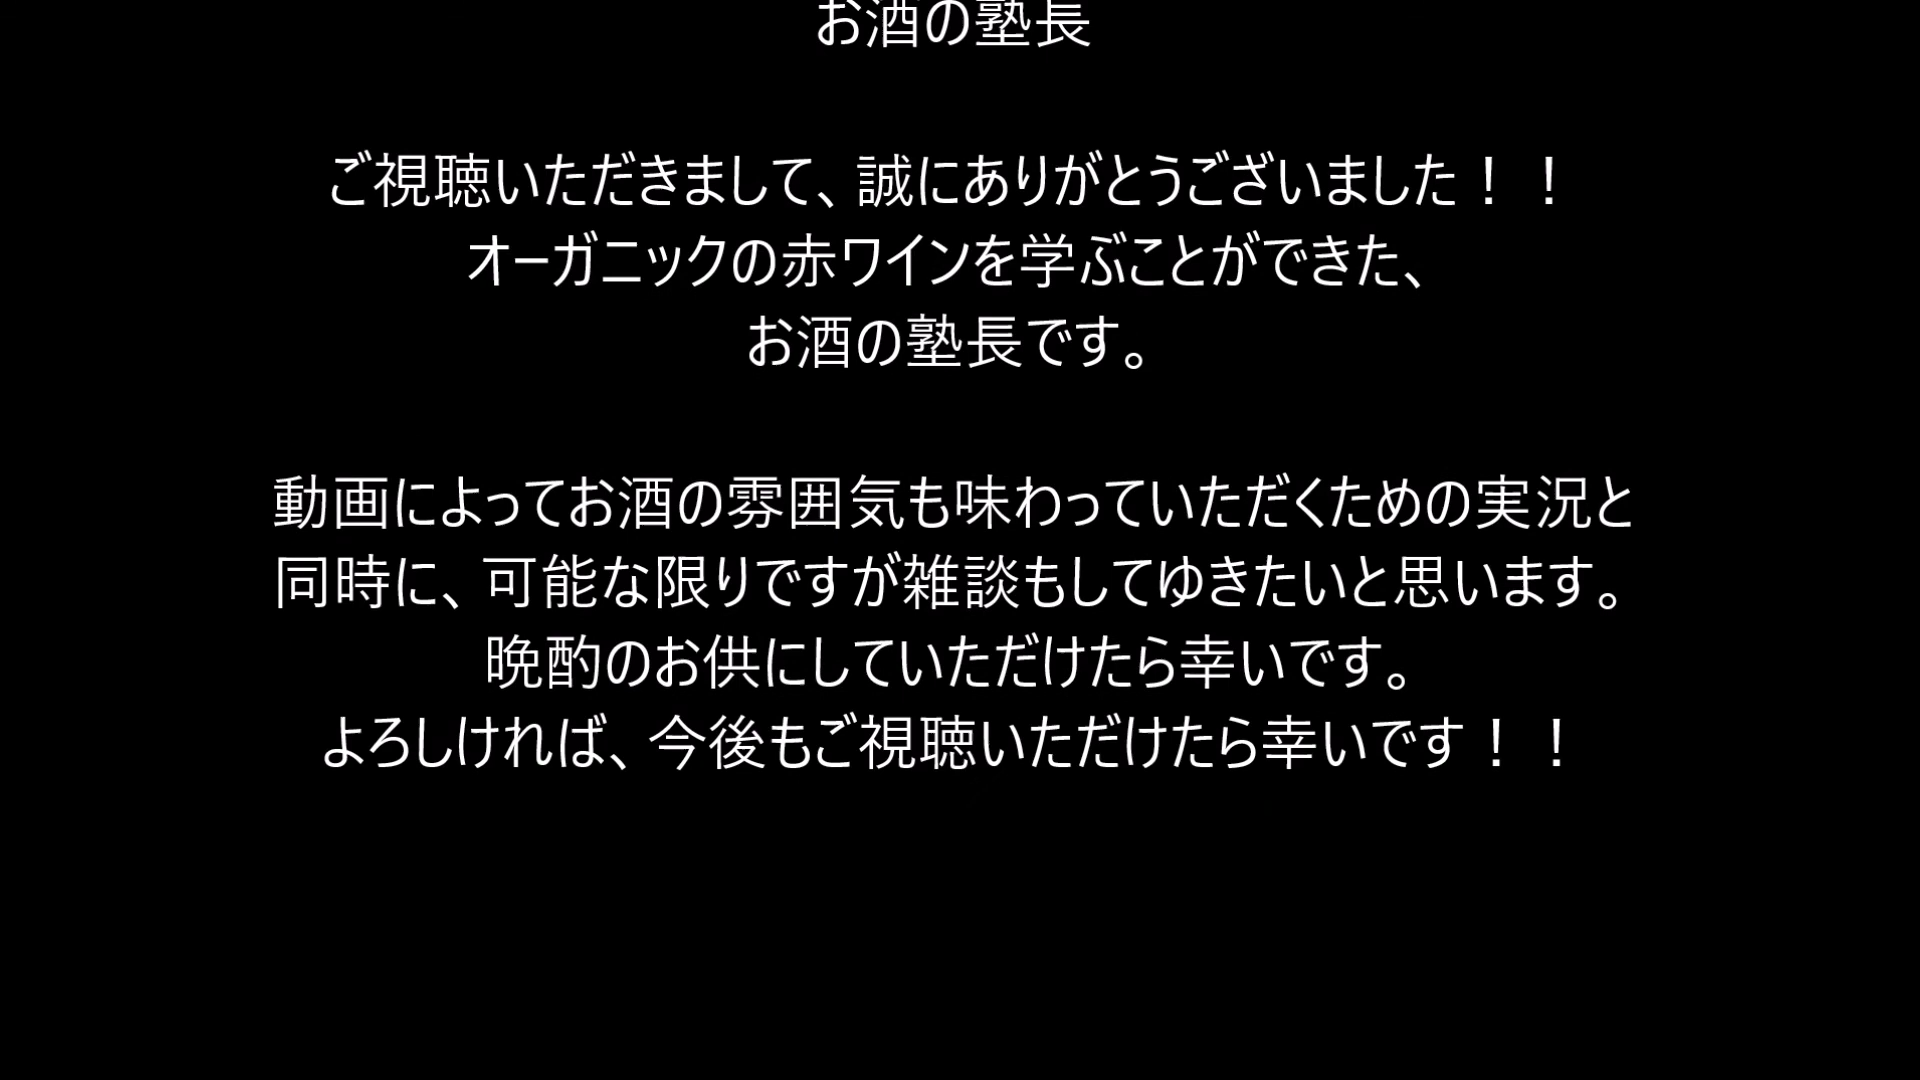 お酒の塾長
ご視聴いただきまして、誠にありがとうございました！！
オーガニックの赤ワインを学ぶことができた、
お酒の塾長です。
動画によってお酒の雰囲気も味わっていただくための実況と
同時に、可能な限りですが雑談もしてゆきたいと思います。
晩酌のお供にしていただけたら幸いです。
よろしければ、今後もご視聴いただけたら幸いです！！